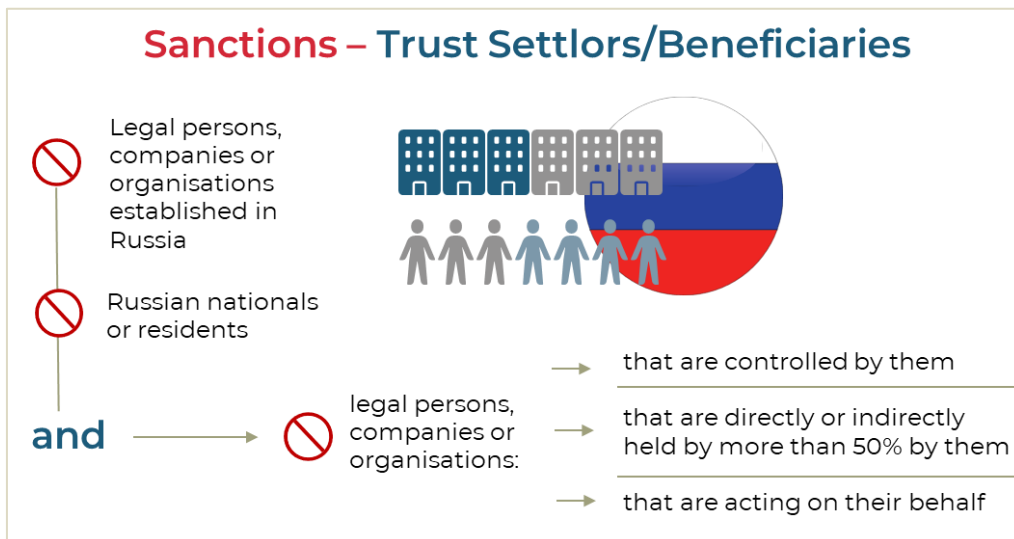 Sanctions – Trust Settlors/Beneficiaries
Legal persons,
companies or
organisations
established in
Russia
Russian nationals
or residents
and
legal persons,
companies or
organisations:
that are controlled by them
that are directly or indirectly
held by more than 50% by them
that are acting on their behalf